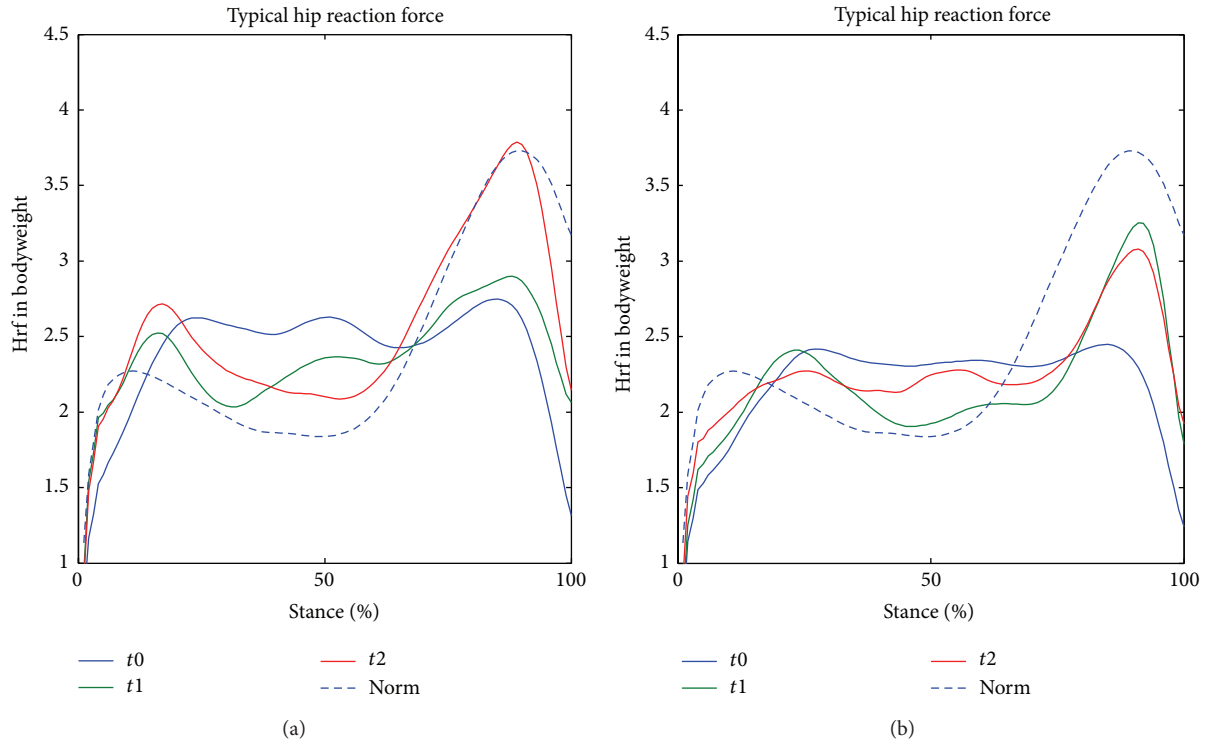 Typical hip reaction force
4.5
4
3.5
3
2.5
2
1.5
1
Hrf in bodyweight
0
50
100
Stance (%)
t0
t1
t2
Norm
(a)
Typical hip reaction force
4.5
4
3.5
3
2.5
2
1.5
1
Hrf in bodyweight
0
50
100
Stance (%)
t0
t1
t2
Norm
(b)